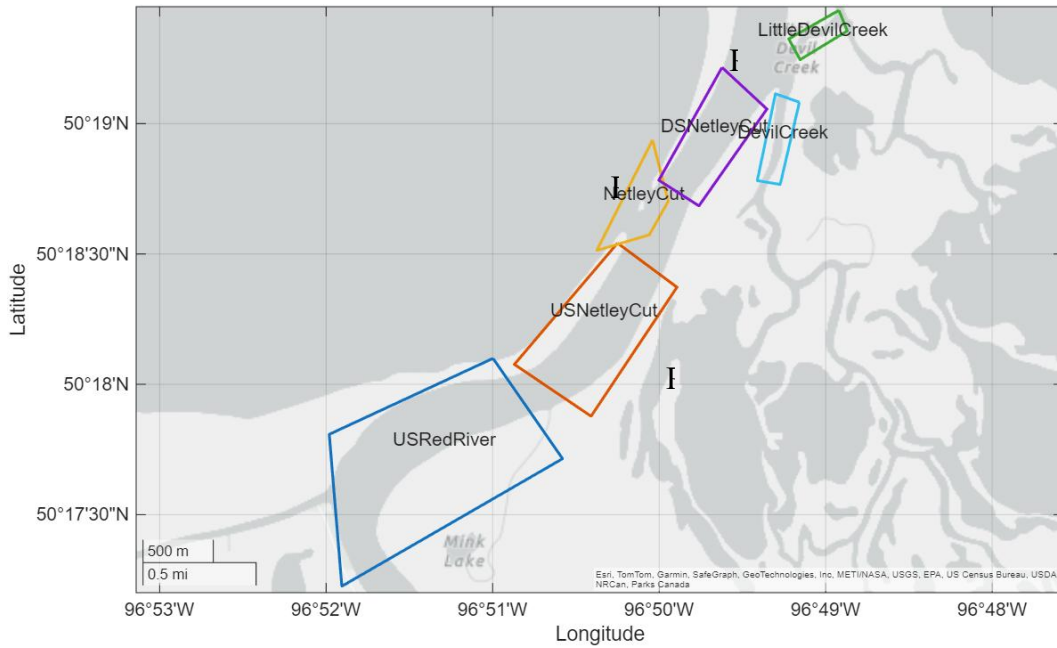 LittleDevilCreek
Devil
Creek
50°19'N
DSNetleyCut
DevilCreek
NetleyCut
50°18'30"N
USNetleyCut
Latitude
50°18'N
USRedRiver
50°17'30"N
Mink
Lake
500 m
0.5 mi
Esri, TomTom, Garmin, SafeGraph, GeoTechnologies, Inc, METI/NASA, USGS, EPA, US Census Bureau, USDA
NRCan, Parks Canada
96°53'W 96°52'W 96°51'W 96°50'W 96°49'W 96°48'W
Longitude